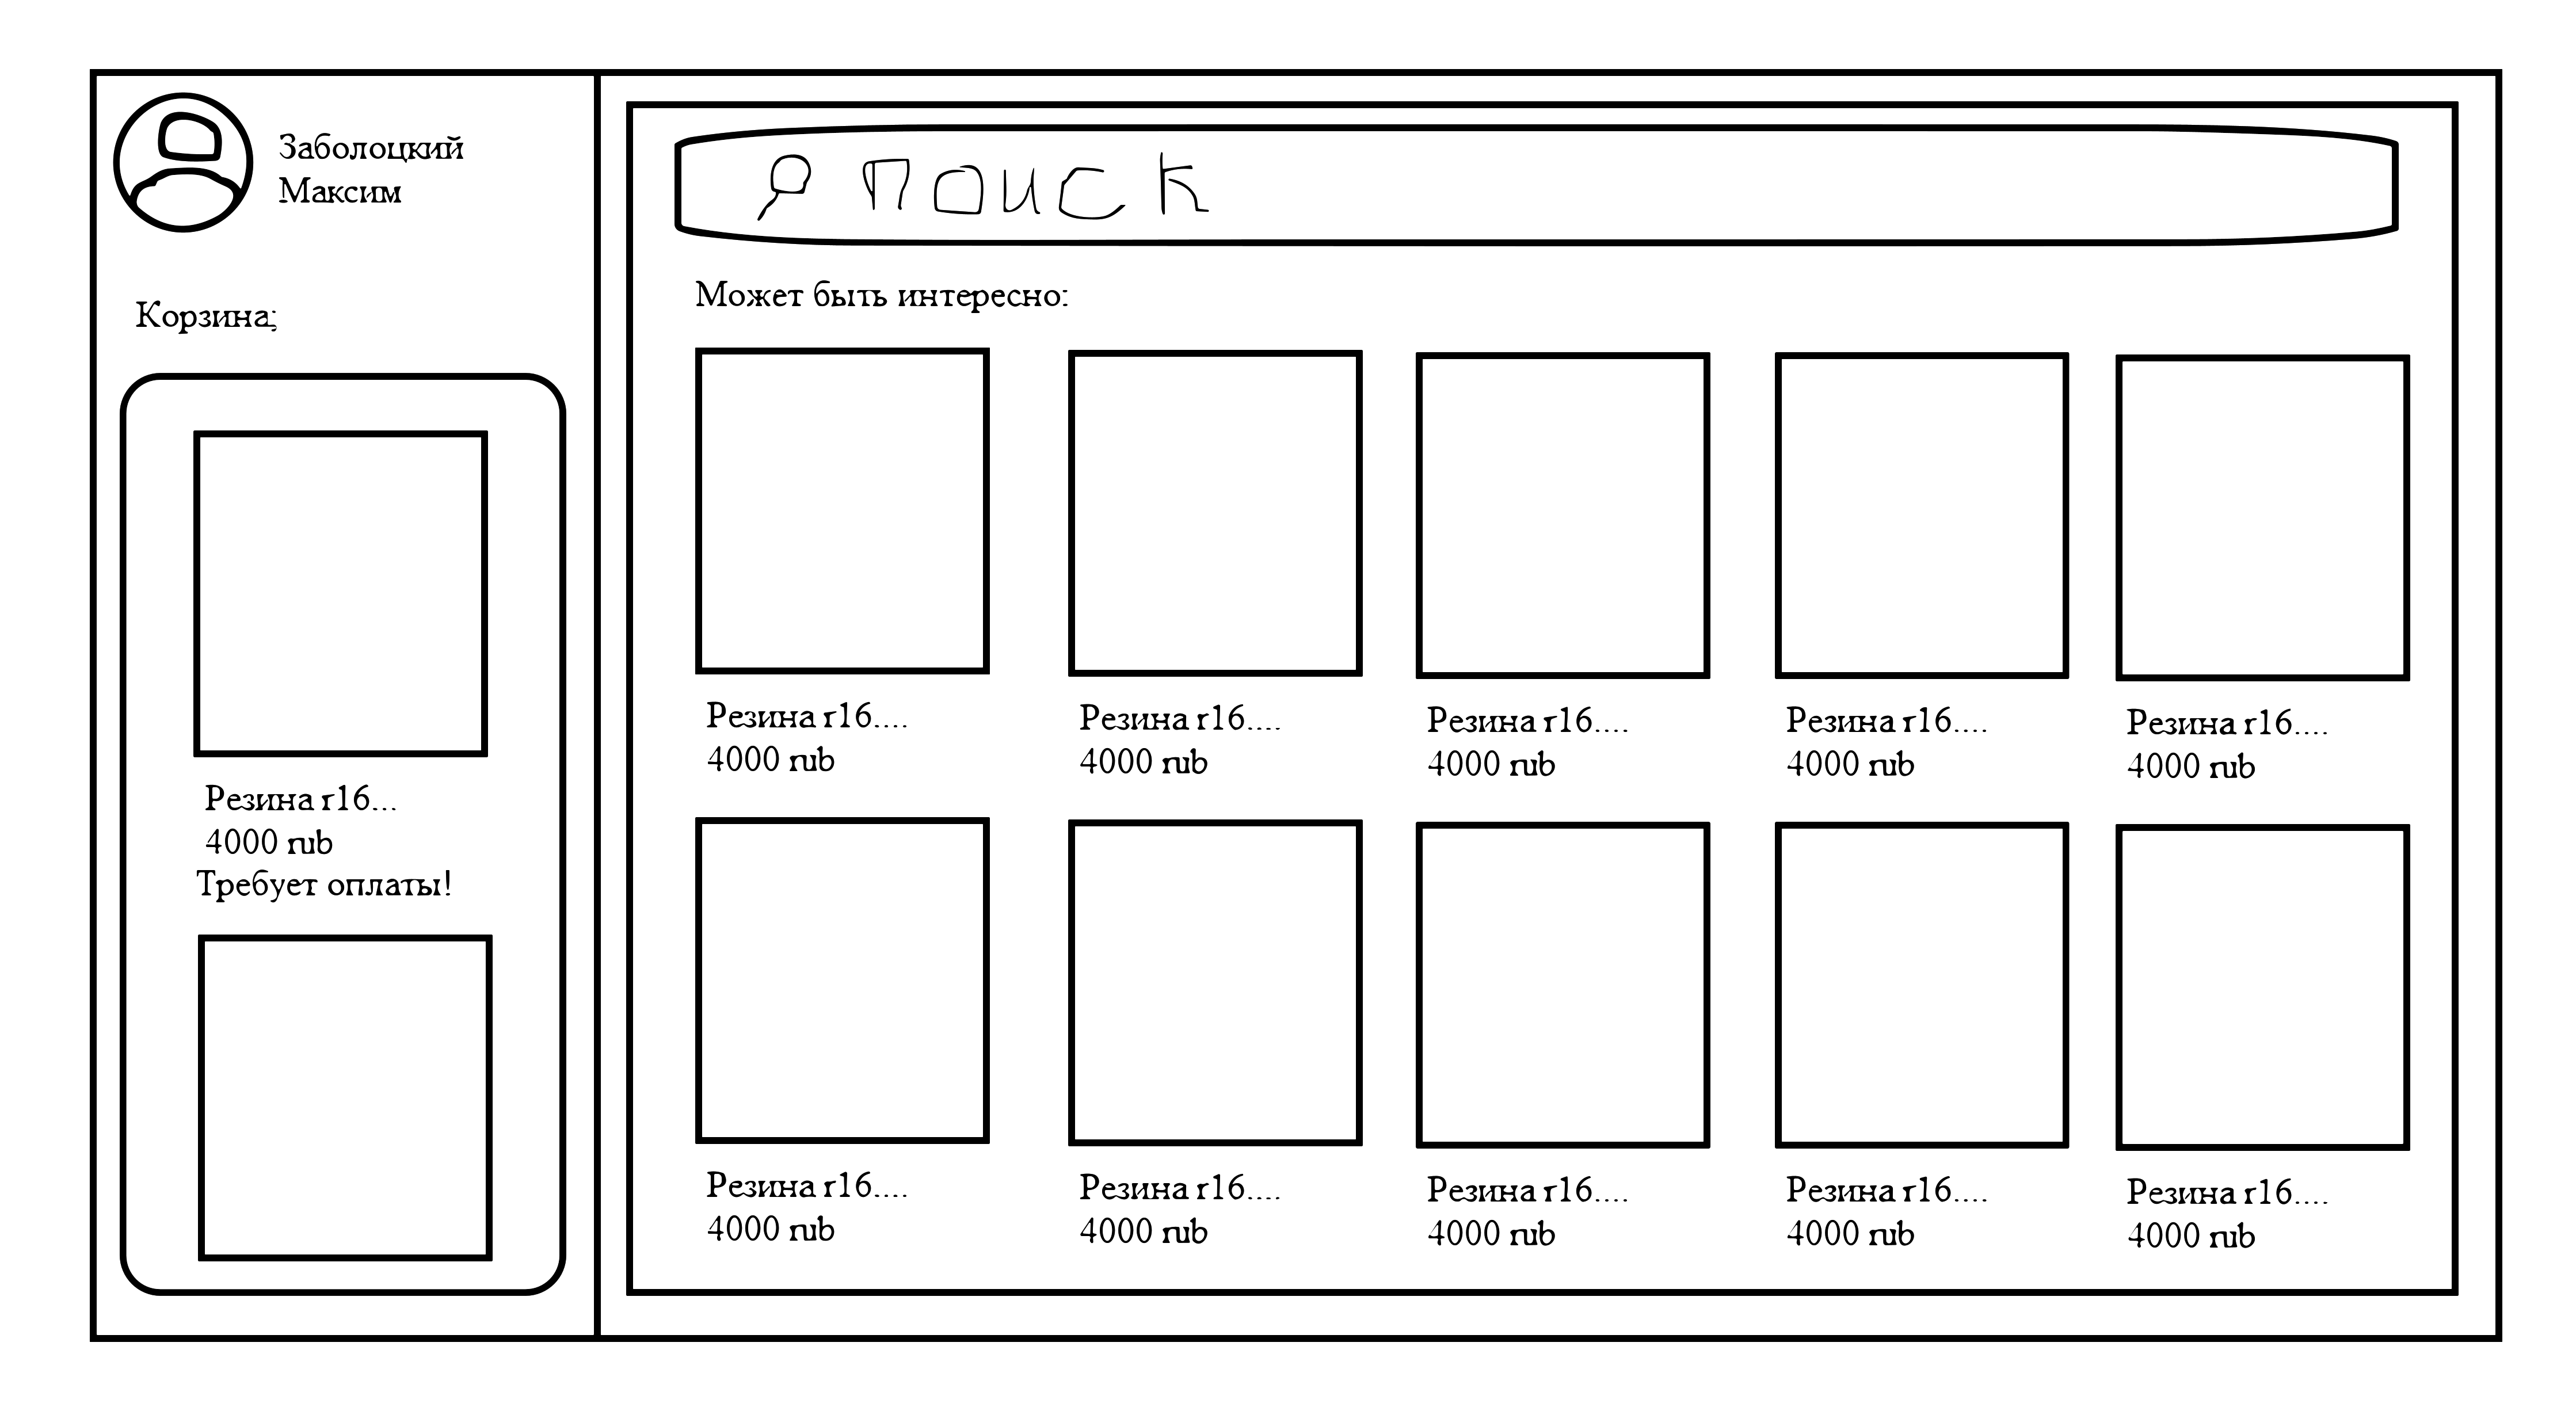 Заболоцкий
Максим
Корзина;
Резина r16...
4000 rub
Требует оплаты!
поиск
Может быть интересно:
Резина r16....
4000 rub
Резина r16....
4000 rub
Резина r16....
4000 rub
Резина r16....
4000 rub
Резина r16....
4000 rub
Резина r16....
4000 rub
Резина r16....
4000 rub
Резина r16....
4000 rub
Резина r16....
4000 rub
Резина r16....
4000 rub